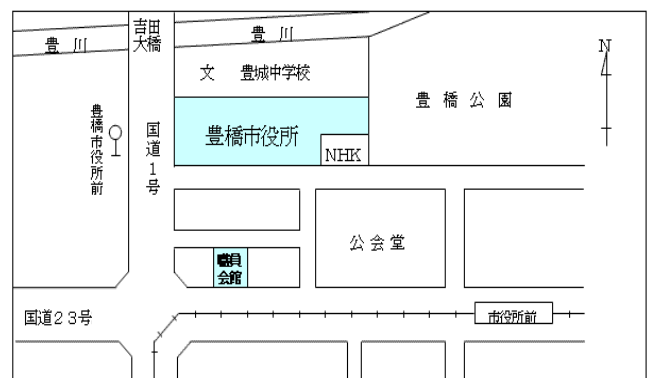 吉田
大橋
豊 川
豊 川
N
文 豊城中学校
豊 橋 公 園
豊橋市役所前
国道1号
豊橋市役所
NHK
公 会 堂
職員
会館
国道23号
市役所前